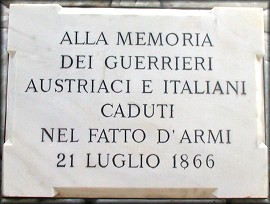 ALLA MEMORIA
DEI GUERRIERI
AUSTRIACI E ITALIANI
CADUTI
NEL FATTO D'ARMI
21 LUGLIO 1866